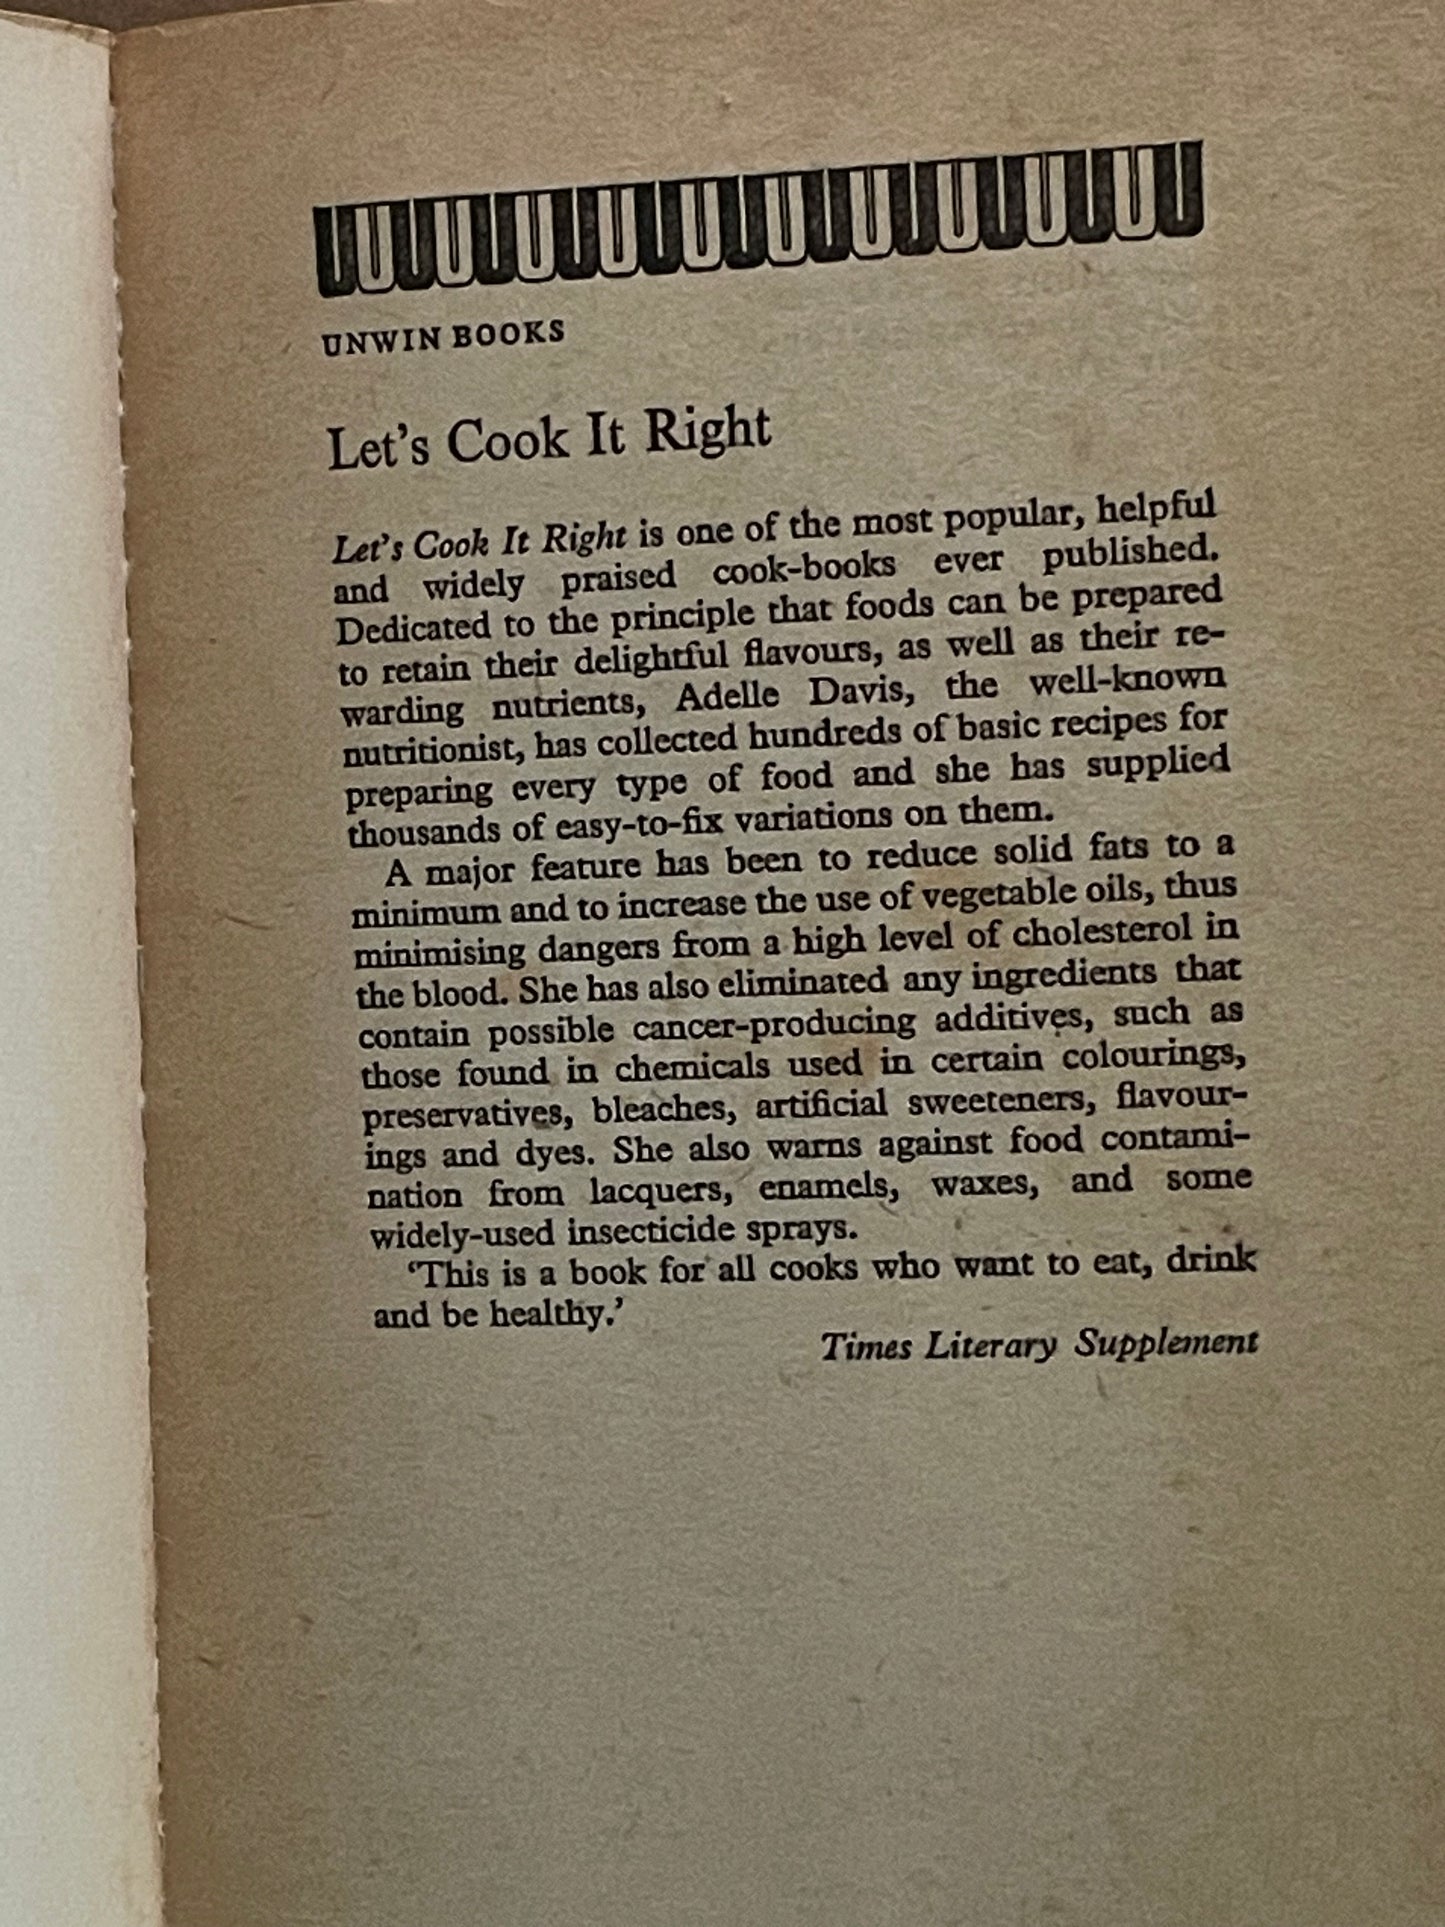 UNWIN BOOKS
Let's Cook It Right
Let's Cook It Right is one of the most popular, helpful
and widely praised cook-books ever published.
Dedicated to the principle that foods can be prepared
to retain their delightful flavours, as well as their re-
warding nutrients, Adelle Davis, the well-known
nutritionist, has collected hundreds of basic recipes for
preparing every type of food and she has supplied
thousands of easy-to-fix variations on them.
A major feature has been to reduce solid fats to a
minimum and to increase the use of vegetable oils, thus
minimising dangers from a high level of cholesterol in
the blood. She has also eliminated any ingredients that
contain possible cancer-producing additives, such as
those found in chemicals used in certain colourings,
preservatives, bleaches, artificial sweeteners, flavour-
ings and dyes. She also warns against food contami-
nation from lacquers, enamels, waxes, and some
widely-used insecticide sprays.
'This is a book for all cooks who want to eat, drink
and be healthy.'
Times Literary Supplement